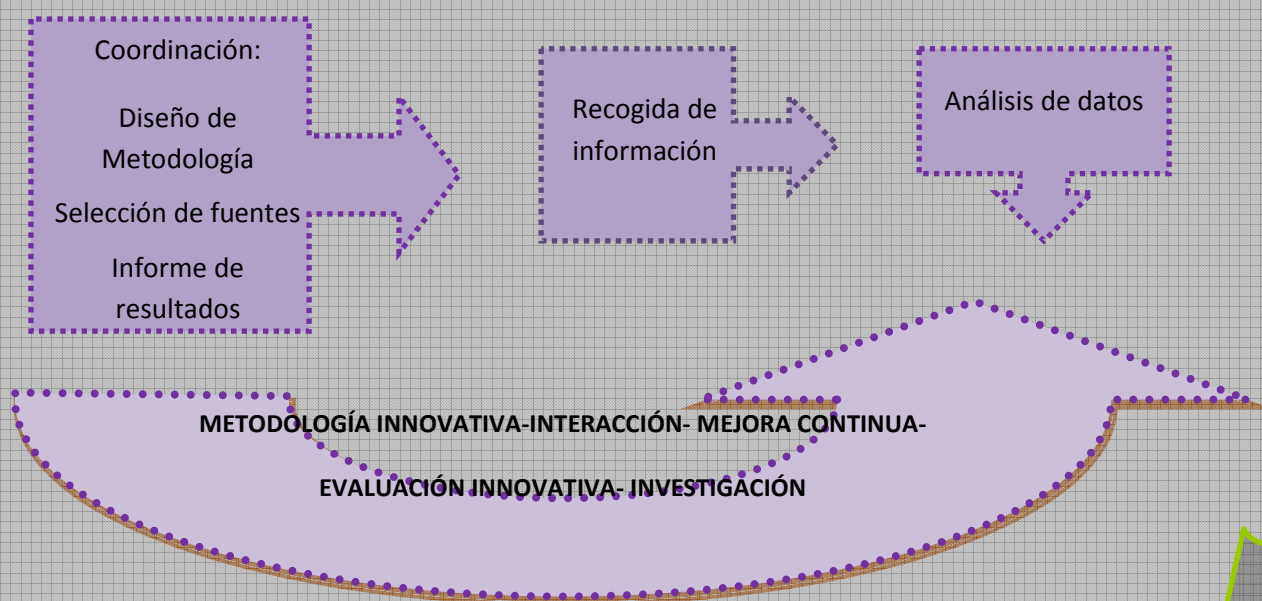 Coordinación:
Diseño de
Metodología
Selección de fuentes
Informe de
resultados
Recogida de
información
Análisis de datos
METODOLOGÍA INNOVATIVA-INTERACCIÓN- MEJORA CONTINUA-
EVALUACIÓN INNOVATIVA- INVESTIGACIÓN